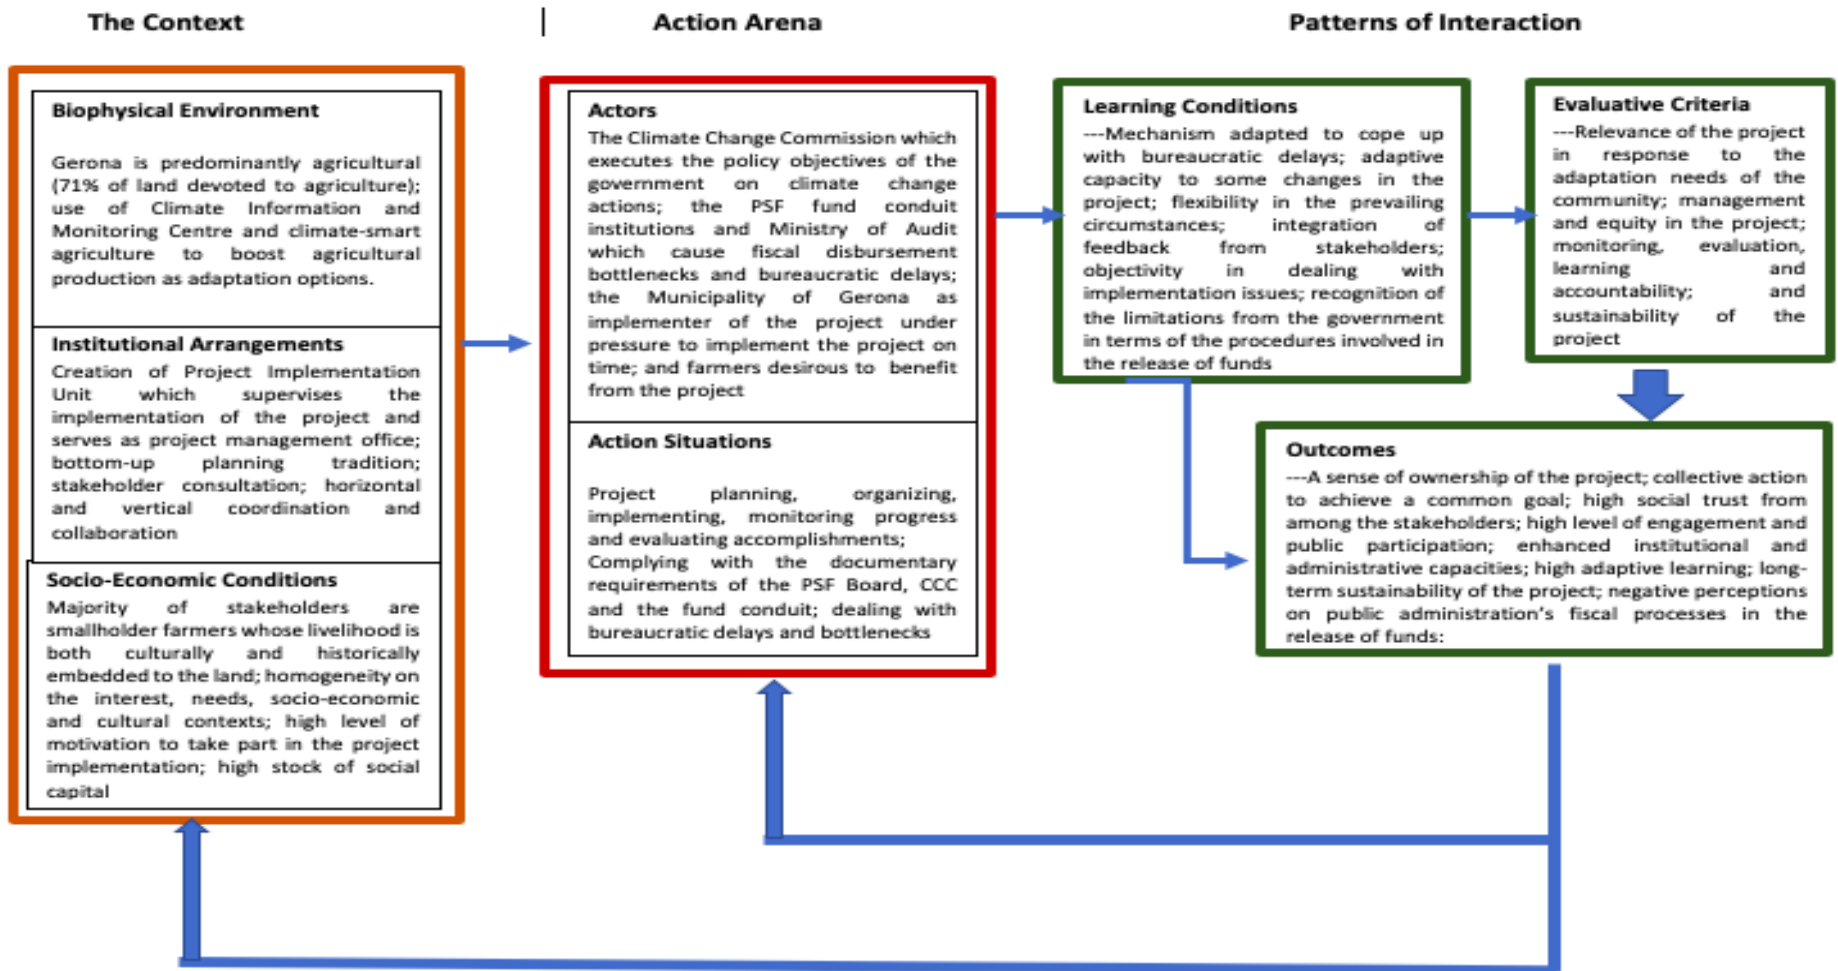 The Context
Action Arena
Patterns of Interaction
Biophysical Environment
Gerona is predominantly agricultural
(71% of land devoted to agriculture);
use of Climate Information and
Monitoring Centre and climate-smart
agriculture to boost agricultural
production as adaptation options.
Institutional Arrangements
Creation of Project Implementation
Unit which supervises the
implementation of the project and
serves as project management office;
bottom-up planning tradition;
stakeholder consultation; horizontal
and vertical coordination and
collaboration
Socio-Economic Conditions
Majority of stakeholders are
smallholder farmers whose livelihood is
both culturally and historically
embedded to the land; homogeneity on
the interest, needs, socio-economic
and cultural contexts; high level of
motivation to take part in the project
implementation; high stock of social
capital
Actors
The Climate Change Commission which
executes the policy objectives of the
government on climate change
actions; the PSF fund conduit
institutions and Ministry of Audit
which cause fiscal disbursement
bottlenecks and bureaucratic delays;
the Municipality of Gerona as
implementer of the project under
pressure to implement the project on
time; and farmers desirous to benefit
from the project
Action Situations
Project planning, organizing,
implementing, monitoring progress
and evaluating accomplishments;
Complying with the documentary
requirements of the PSF Board, CCC
and the fund conduit; dealing with
bureaucratic delays and bottlenecks
Learning Conditions
---Mechanism adapted to cope up
with bureaucratic delays; adaptive
capacity to some changes in the
project; flexibility in the prevailing
circumstances; integration of
feedback from stakeholders;
objectivity in dealing with
implementation issues; recognition of
the limitations from the government
in terms of the procedures involved in
the release of funds
Evaluative Criteria
---Relevance of the project
in response to the
adaptation needs of the
community; management
and equity in the project;
monitoring, evaluation,
learning and
accountability; and
sustainability of the
project
Outcomes
---A sense of ownership of the project; collective action
to achieve a common goal; high social trust from
among the stakeholders; high level of engagement and
public participation; enhanced institutional and
administrative capacities; high adaptive learning; long-
term sustainability of the project; negative perceptions
on public administration's fiscal processes in the
release of funds: